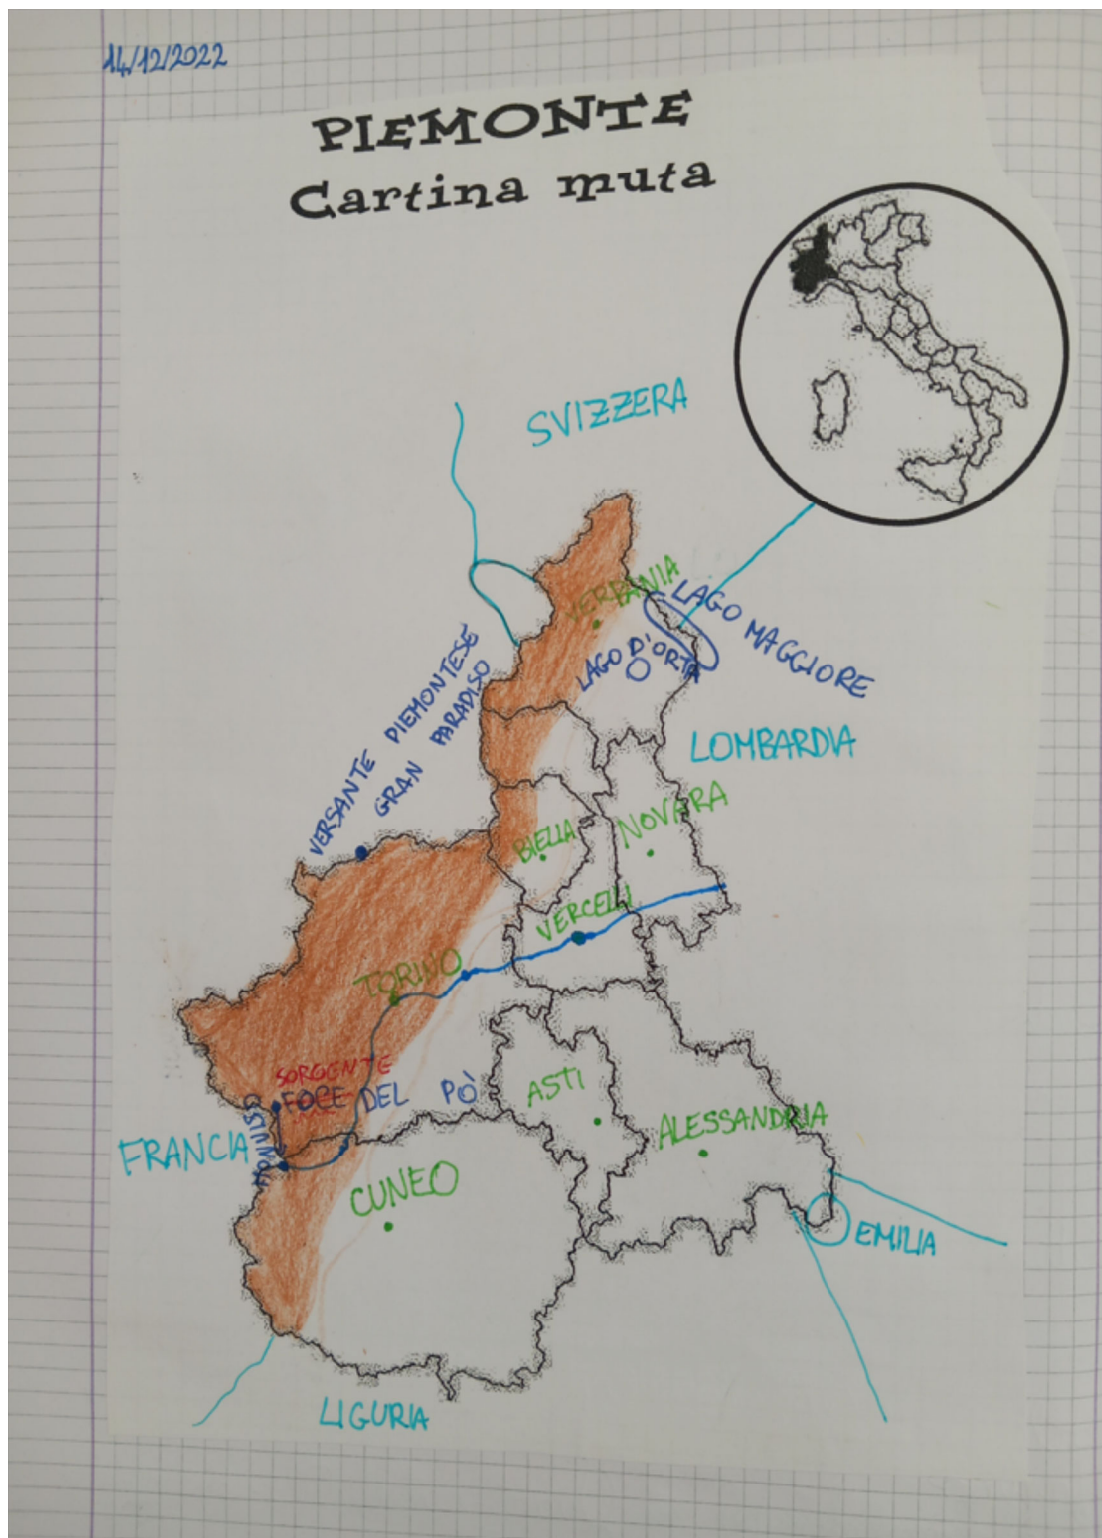 14/12/2022
PIEMONTE
Cartina muta
SVIZZERA
VERBANIA
LAGO MAGGIORE
LAGO D'ORTA
VERSANTE PIEMONTESE
GRAN PARADISO
LOMBARDIA
NOVARA
BIELLA
VERCELLI
TORINO
SORGENTE
FOCE DEL PÒ
ASTI
MONVISO
FRANCIA
ALESSANDRIA
CUNEO
EMILIA
LIGURIA